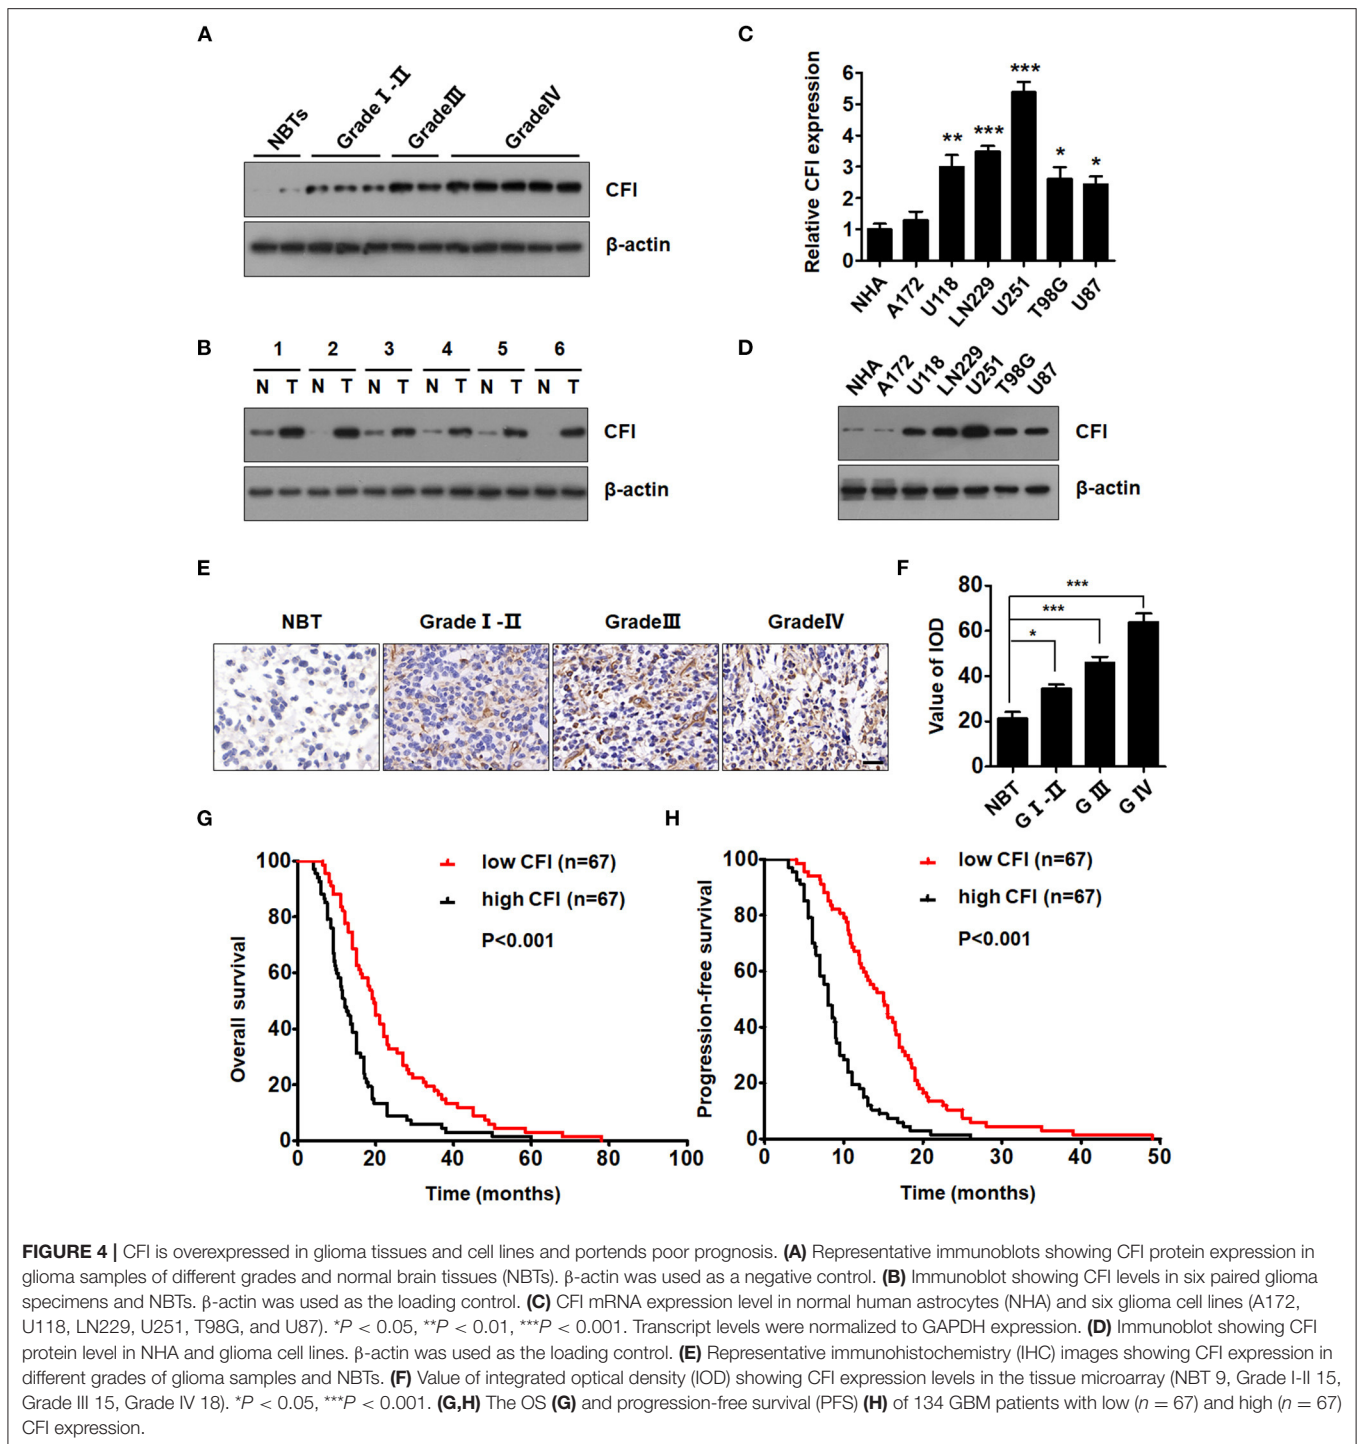 A
NBTs GradeⅠ-Ⅱ GradeⅢ GradeⅣ
CFI
β-actin
B
1 2 3 4 5 6
N T N T N T N T N T N T
CFI
β-actin
C
Relative CFI expression
6
5
4
3
2
1
0
** *** *** * *
NHA A172 U118 LN229 U251 T98G U87
D
NHA A172 U118 LN229 U251 T98G U87
CFI
β-actin
E
NBT GradeⅠ-Ⅱ GradeⅢ GradeⅣ
F
Value of IOD
80
60
40
20
0
***
***
*
NBT GⅠ-Ⅱ GⅢ GⅣ
G
Overall survival
100
80
60
40
20
0
low CFI (n=67)
high CFI (n=67)
P<0.001
0 20 40 60 80 100
Time (months)
H
Progression-free survival
100
80
60
40
20
0
low CFI (n=67)
high CFI (n=67)
P<0.001
0 10 20 30 40 50
Time (months)
FIGURE 4 | CFI is overexpressed in glioma tissues and cell lines and portends poor prognosis. (A) Representative immunoblots showing CFI protein expression in
glioma samples of different grades and normal brain tissues (NBTs). β-actin was used as a negative control. (B) Immunoblot showing CFI levels in six paired glioma
specimens and NBTs. β-actin was used as the loading control. (C) CFI mRNA expression level in normal human astrocytes (NHA) and six glioma cell lines (A172,
U118, LN229, U251, T98G, and U87). *P < 0.05, **P < 0.01, ***P < 0.001. Transcript levels were normalized to GAPDH expression. (D) Immunoblot showing CFI
protein level in NHA and glioma cell lines. β-actin was used as the loading control. (E) Representative immunohistochemistry (IHC) images showing CFI expression in
different grades of glioma samples and NBTs. (F) Value of integrated optical density (IOD) showing CFI expression levels in the tissue microarray (NBT 9, Grade I-II 15,
Grade III 15, Grade IV 18). *P < 0.05, ***P < 0.001. (G,H) The OS (G) and progression-free survival (PFS) (H) of 134 GBM patients with low (n = 67) and high (n = 67)
CFI expression.